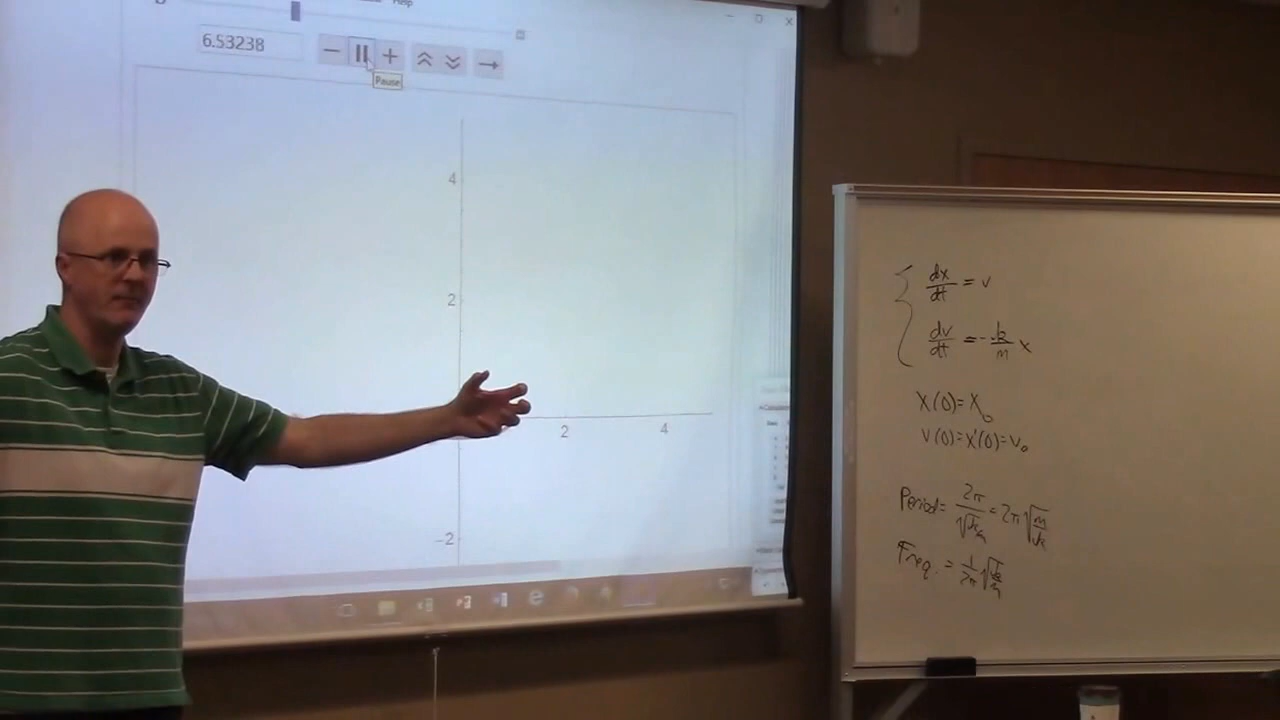 Help
6.53238
Pause
4
2
2 4
-2
dx/dt = v
dv/dt = -k/m x
x(0)=x₀
v(0)=x'(0)=v₀
Period = 2π/√k/m = 2π√m/k
Freq. = 1/2π √k/m